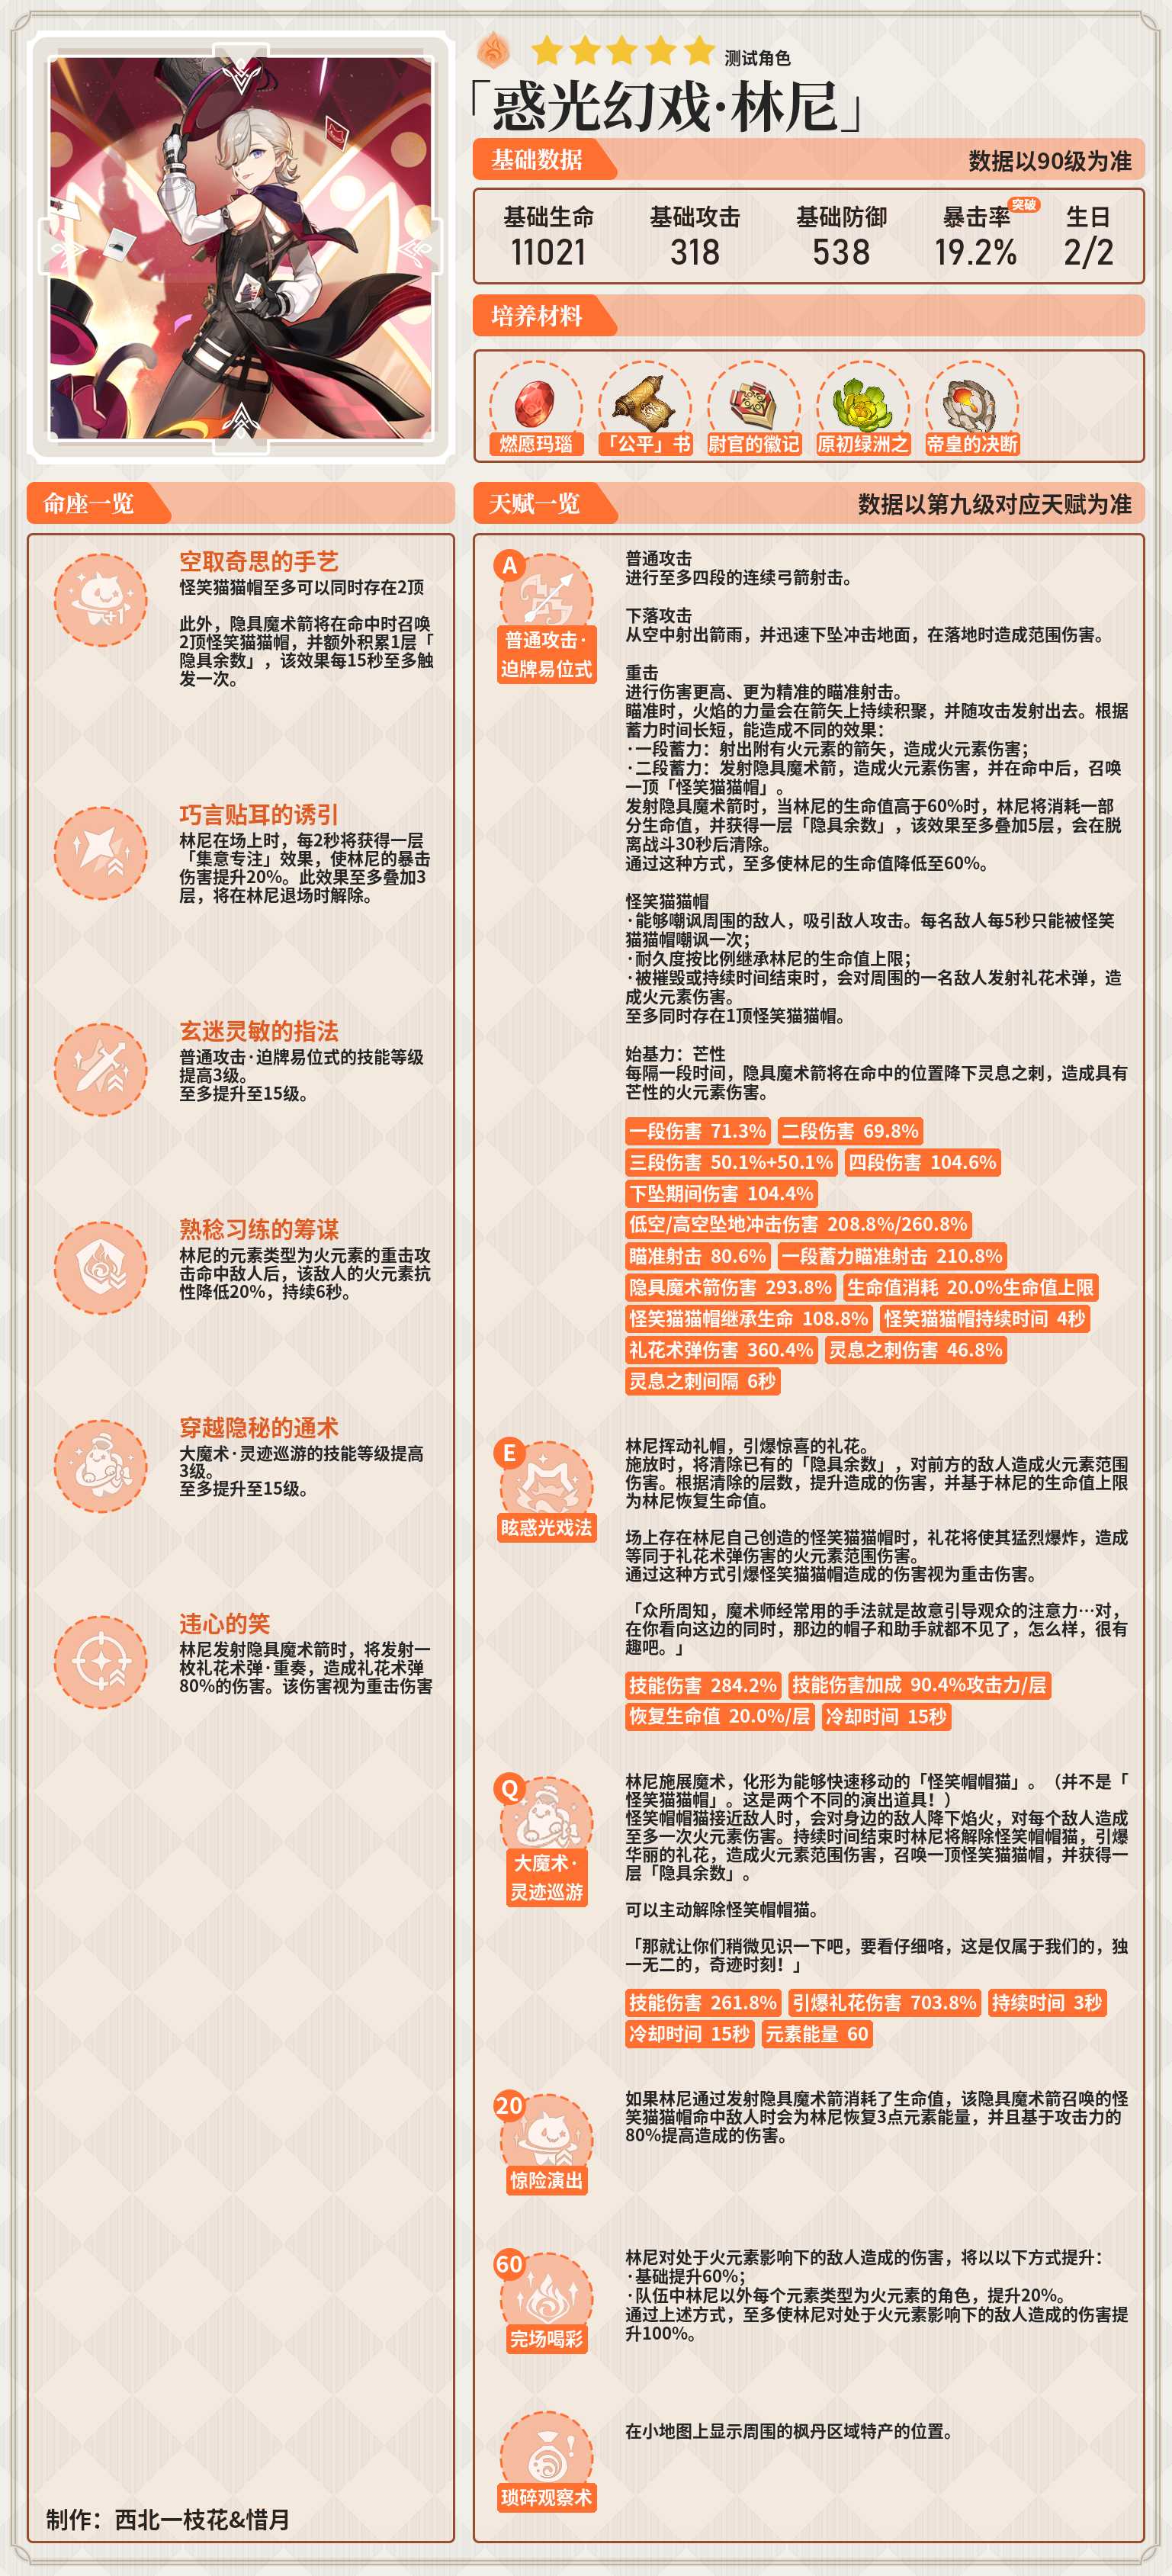 测试角色
「惑光幻戏·林尼」
基础数据
数据以90级为准
基础生命
11021
基础攻击
318
基础防御
538
暴击率
突破
19.2%
生日
2/2
培养材料
燃愿玛瑙
「公平」书
尉官的徽记
原初绿洲之
帝皇的决断
命座一览
空取奇思的手艺
怪笑猫猫帽至多可以同时存在2顶
此外，隐具魔术箭将在命中时召唤
2顶怪笑猫猫帽，并额外积累1层「
隐具余数」，该效果每15秒至多触
发一次。
巧言贴耳的诱引
林尼在场上时，每2秒将获得一层
「集意专注」效果，使林尼的暴击
伤害提升20%。此效果至多叠加3
层，将在林尼退场时解除。
玄迷灵敏的指法
普通攻击·迫牌易位式的技能等级
提高3级。
至多提升至15级。
熟稔习练的筹谋
林尼的元素类型为火元素的重击攻
击命中敌人后，该敌人的火元素抗
性降低20%，持续6秒。
穿越隐秘的通术
大魔术·灵迹巡游的技能等级提高
3级。
至多提升至15级。
违心的笑
林尼发射隐具魔术箭时，将发射一
枚礼花术弹·重奏，造成礼花术弹
80%的伤害。该伤害视为重击伤害
制作：西北一枝花&惜月
天赋一览
数据以第九级对应天赋为准
A
普通攻击·
迫牌易位式
普通攻击
进行至多四段的连续弓箭射击。
下落攻击
从空中射出箭雨，并迅速下坠冲击地面，在落地时造成范围伤害。
重击
进行伤害更高、更为精准的瞄准射击。
瞄准时，火焰的力量会在箭矢上持续积聚，并随攻击发射出去。根据
蓄力时间长短，能造成不同的效果：
·一段蓄力：射出附有火元素的箭矢，造成火元素伤害；
·二段蓄力：发射隐具魔术箭，造成火元素伤害，并在命中后，召唤
一顶「怪笑猫猫帽」。
发射隐具魔术箭时，当林尼的生命值高于60%时，林尼将消耗一部
分生命值，并获得一层「隐具余数」，该效果至多叠加5层，会在脱
离战斗30秒后清除。
通过这种方式，至多使林尼的生命值降低至60%。
怪笑猫猫帽
·能够嘲讽周围的敌人，吸引敌人攻击。每名敌人每5秒只能被怪笑
猫猫帽嘲讽一次；
·耐久度按比例继承林尼的生命值上限；
·被摧毁或持续时间结束时，会对周围的一名敌人发射礼花术弹，造
成火元素伤害。
至多同时存在1顶怪笑猫猫帽。
始基力：芒性
每隔一段时间，隐具魔术箭将在命中的位置降下灵息之刺，造成具有
芒性的火元素伤害。
一段伤害 71.3% 二段伤害 69.8%
三段伤害 50.1%+50.1% 四段伤害 104.6%
下坠期间伤害 104.4%
低空/高空坠地冲击伤害 208.8%/260.8%
瞄准射击 80.6% 一段蓄力瞄准射击 210.8%
隐具魔术箭伤害 293.8% 生命值消耗 20.0%生命值上限
怪笑猫猫帽继承生命 108.8% 怪笑猫猫帽持续时间 4秒
礼花术弹伤害 360.4% 灵息之刺伤害 46.8%
灵息之刺间隔 6秒
E
眩惑光戏法
林尼挥动礼帽，引爆惊喜的礼花。
施放时，将清除已有的「隐具余数」，对前方的敌人造成火元素范围
伤害。根据清除的层数，提升造成的伤害，并基于林尼的生命值上限
为林尼恢复生命值。
场上存在林尼自己创造的怪笑猫猫帽时，礼花将使其猛烈爆炸，造成
等同于礼花术弹伤害的火元素范围伤害。
通过这种方式引爆怪笑猫猫帽造成的伤害视为重击伤害。
「众所周知，魔术师经常用的手法就是故意引导观众的注意力…对，
在你看向这边的同时，那边的帽子和助手就都不见了，怎么样，很有
趣吧。」
技能伤害 284.2% 技能伤害加成 90.4%攻击力/层
恢复生命值 20.0%/层 冷却时间 15秒
Q
大魔术·
灵迹巡游
林尼施展魔术，化形为能够快速移动的「怪笑帽帽猫」。（并不是「
怪笑猫猫帽」。这是两个不同的演出道具！）
怪笑帽帽猫接近敌人时，会对身边的敌人降下焰火，对每个敌人造成
至多一次火元素伤害。持续时间结束时林尼将解除怪笑帽帽猫，引爆
华丽的礼花，造成火元素范围伤害，召唤一顶怪笑猫猫帽，并获得一
层「隐具余数」。
可以主动解除怪笑帽帽猫。
「那就让你们稍微见识一下吧，要看仔细咯，这是仅属于我们的，独
一无二的，奇迹时刻！」
技能伤害 261.8% 引爆礼花伤害 703.8% 持续时间 3秒
冷却时间 15秒 元素能量 60
20
惊险演出
如果林尼通过发射隐具魔术箭消耗了生命值，该隐具魔术箭召唤的怪
笑猫猫帽命中敌人时会为林尼恢复3点元素能量，并且基于攻击力的
80%提高造成的伤害。
60
完场喝彩
林尼对处于火元素影响下的敌人造成的伤害，将以以下方式提升：
·基础提升60%；
·队伍中林尼以外每个元素类型为火元素的角色，提升20%。
通过上述方式，至多使林尼对处于火元素影响下的敌人造成的伤害提
升100%。
琐碎观察术
在小地图上显示周围的枫丹区域特产的位置。